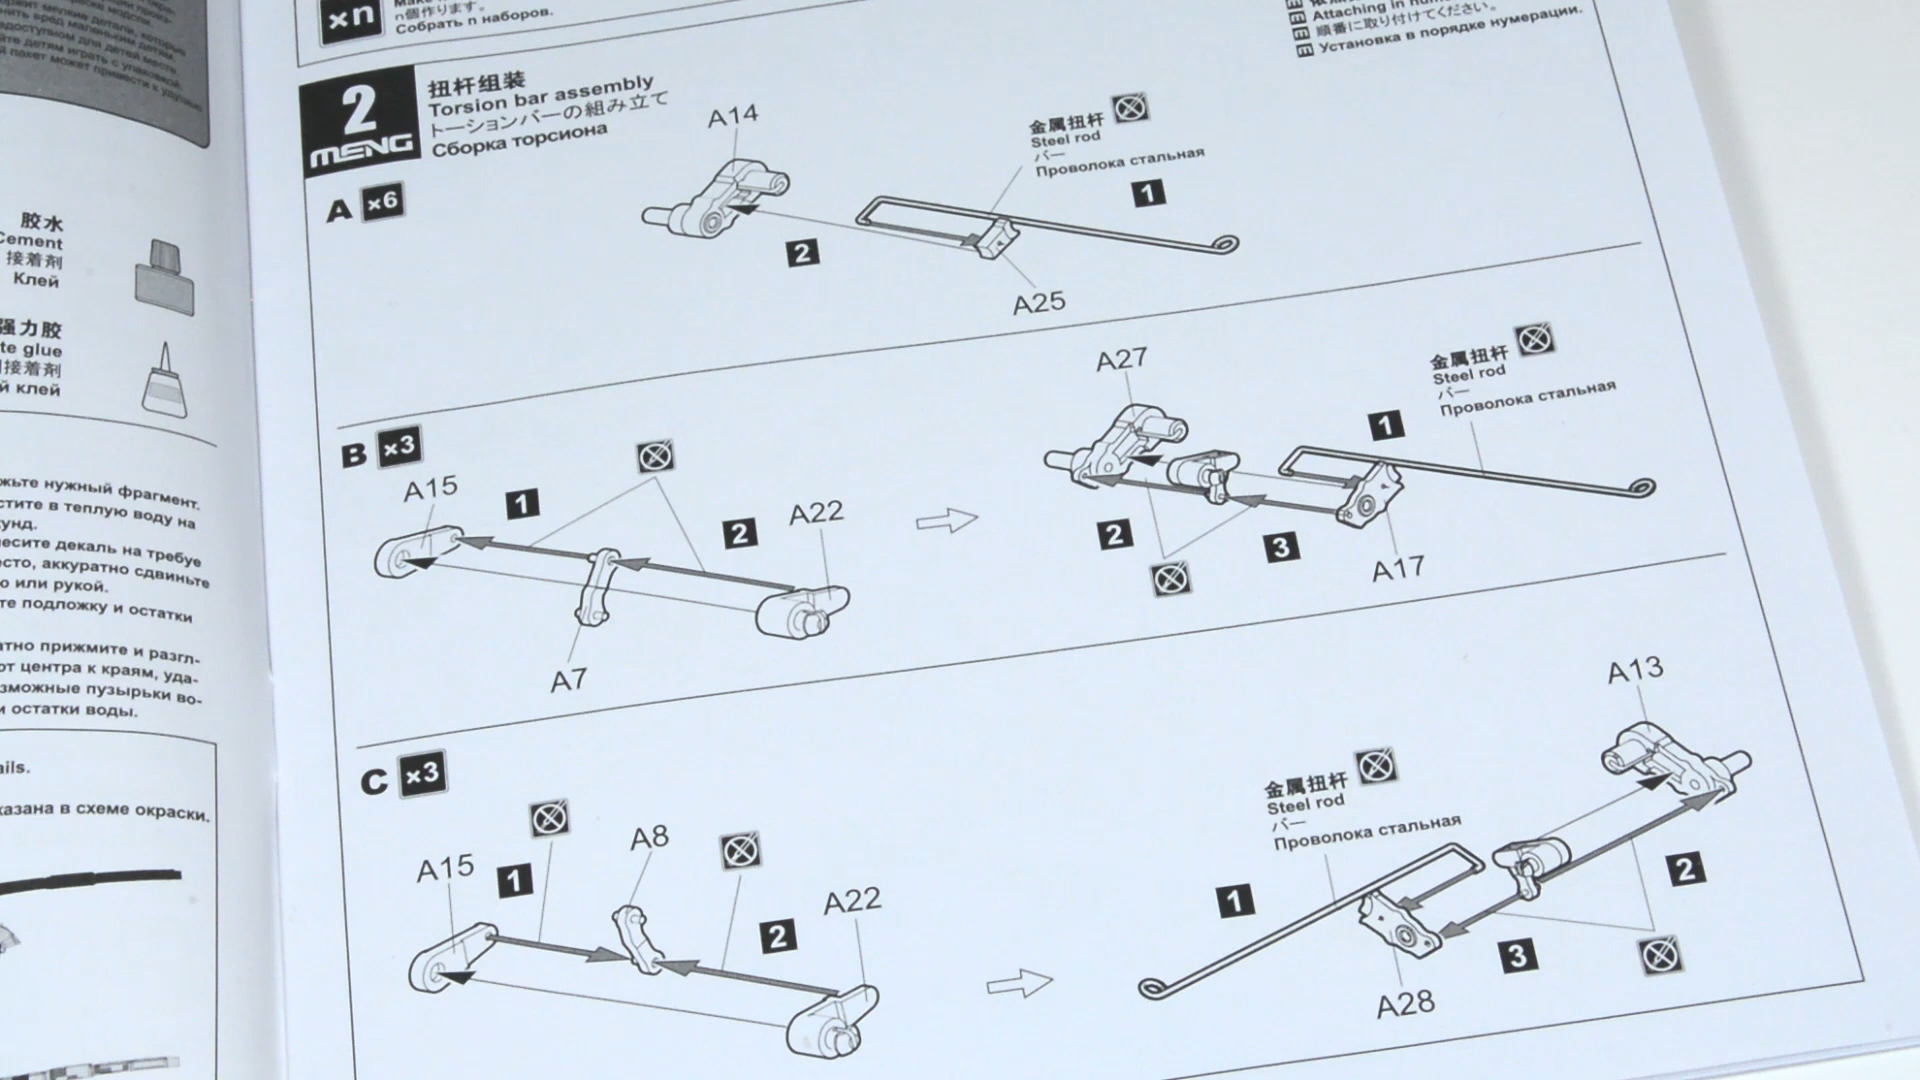 ×n
n個作ります。
Собрать n наборов.
Attaching in
順番に取り付けてください。
Установка в порядке нумерации.
胶水
Cement
接着剤
Клей
强力胶
te glue
接着剤
й клей
жьте нужный фрагмент.
стите в теплую воду на
унд.
несите декаль на требуе
есто, аккуратно сдвиньте
о или рукой.
те подложку и остатки
атно прижмите и разгл-
от центра к краям, уда-
зможные пузырьки во-
и остатки воды.
ails.
казана в схеме окраски.
2
MENG
扭杆组装
Torsion bar assembly
トーションバーの組み立て
Сборка торсиона
A ×6
A14
金属扭杆
Steel rod
バー
Проволока стальная
1
2
A25
B ×3
A15
1
2
A22
A7
A27
金属扭杆
Steel rod
バー
Проволока стальная
1
2
3
A17
C ×3
A15
1
A8
2
A22
A13
金属扭杆
Steel rod
バー
Проволока стальная
1
2
3
A28